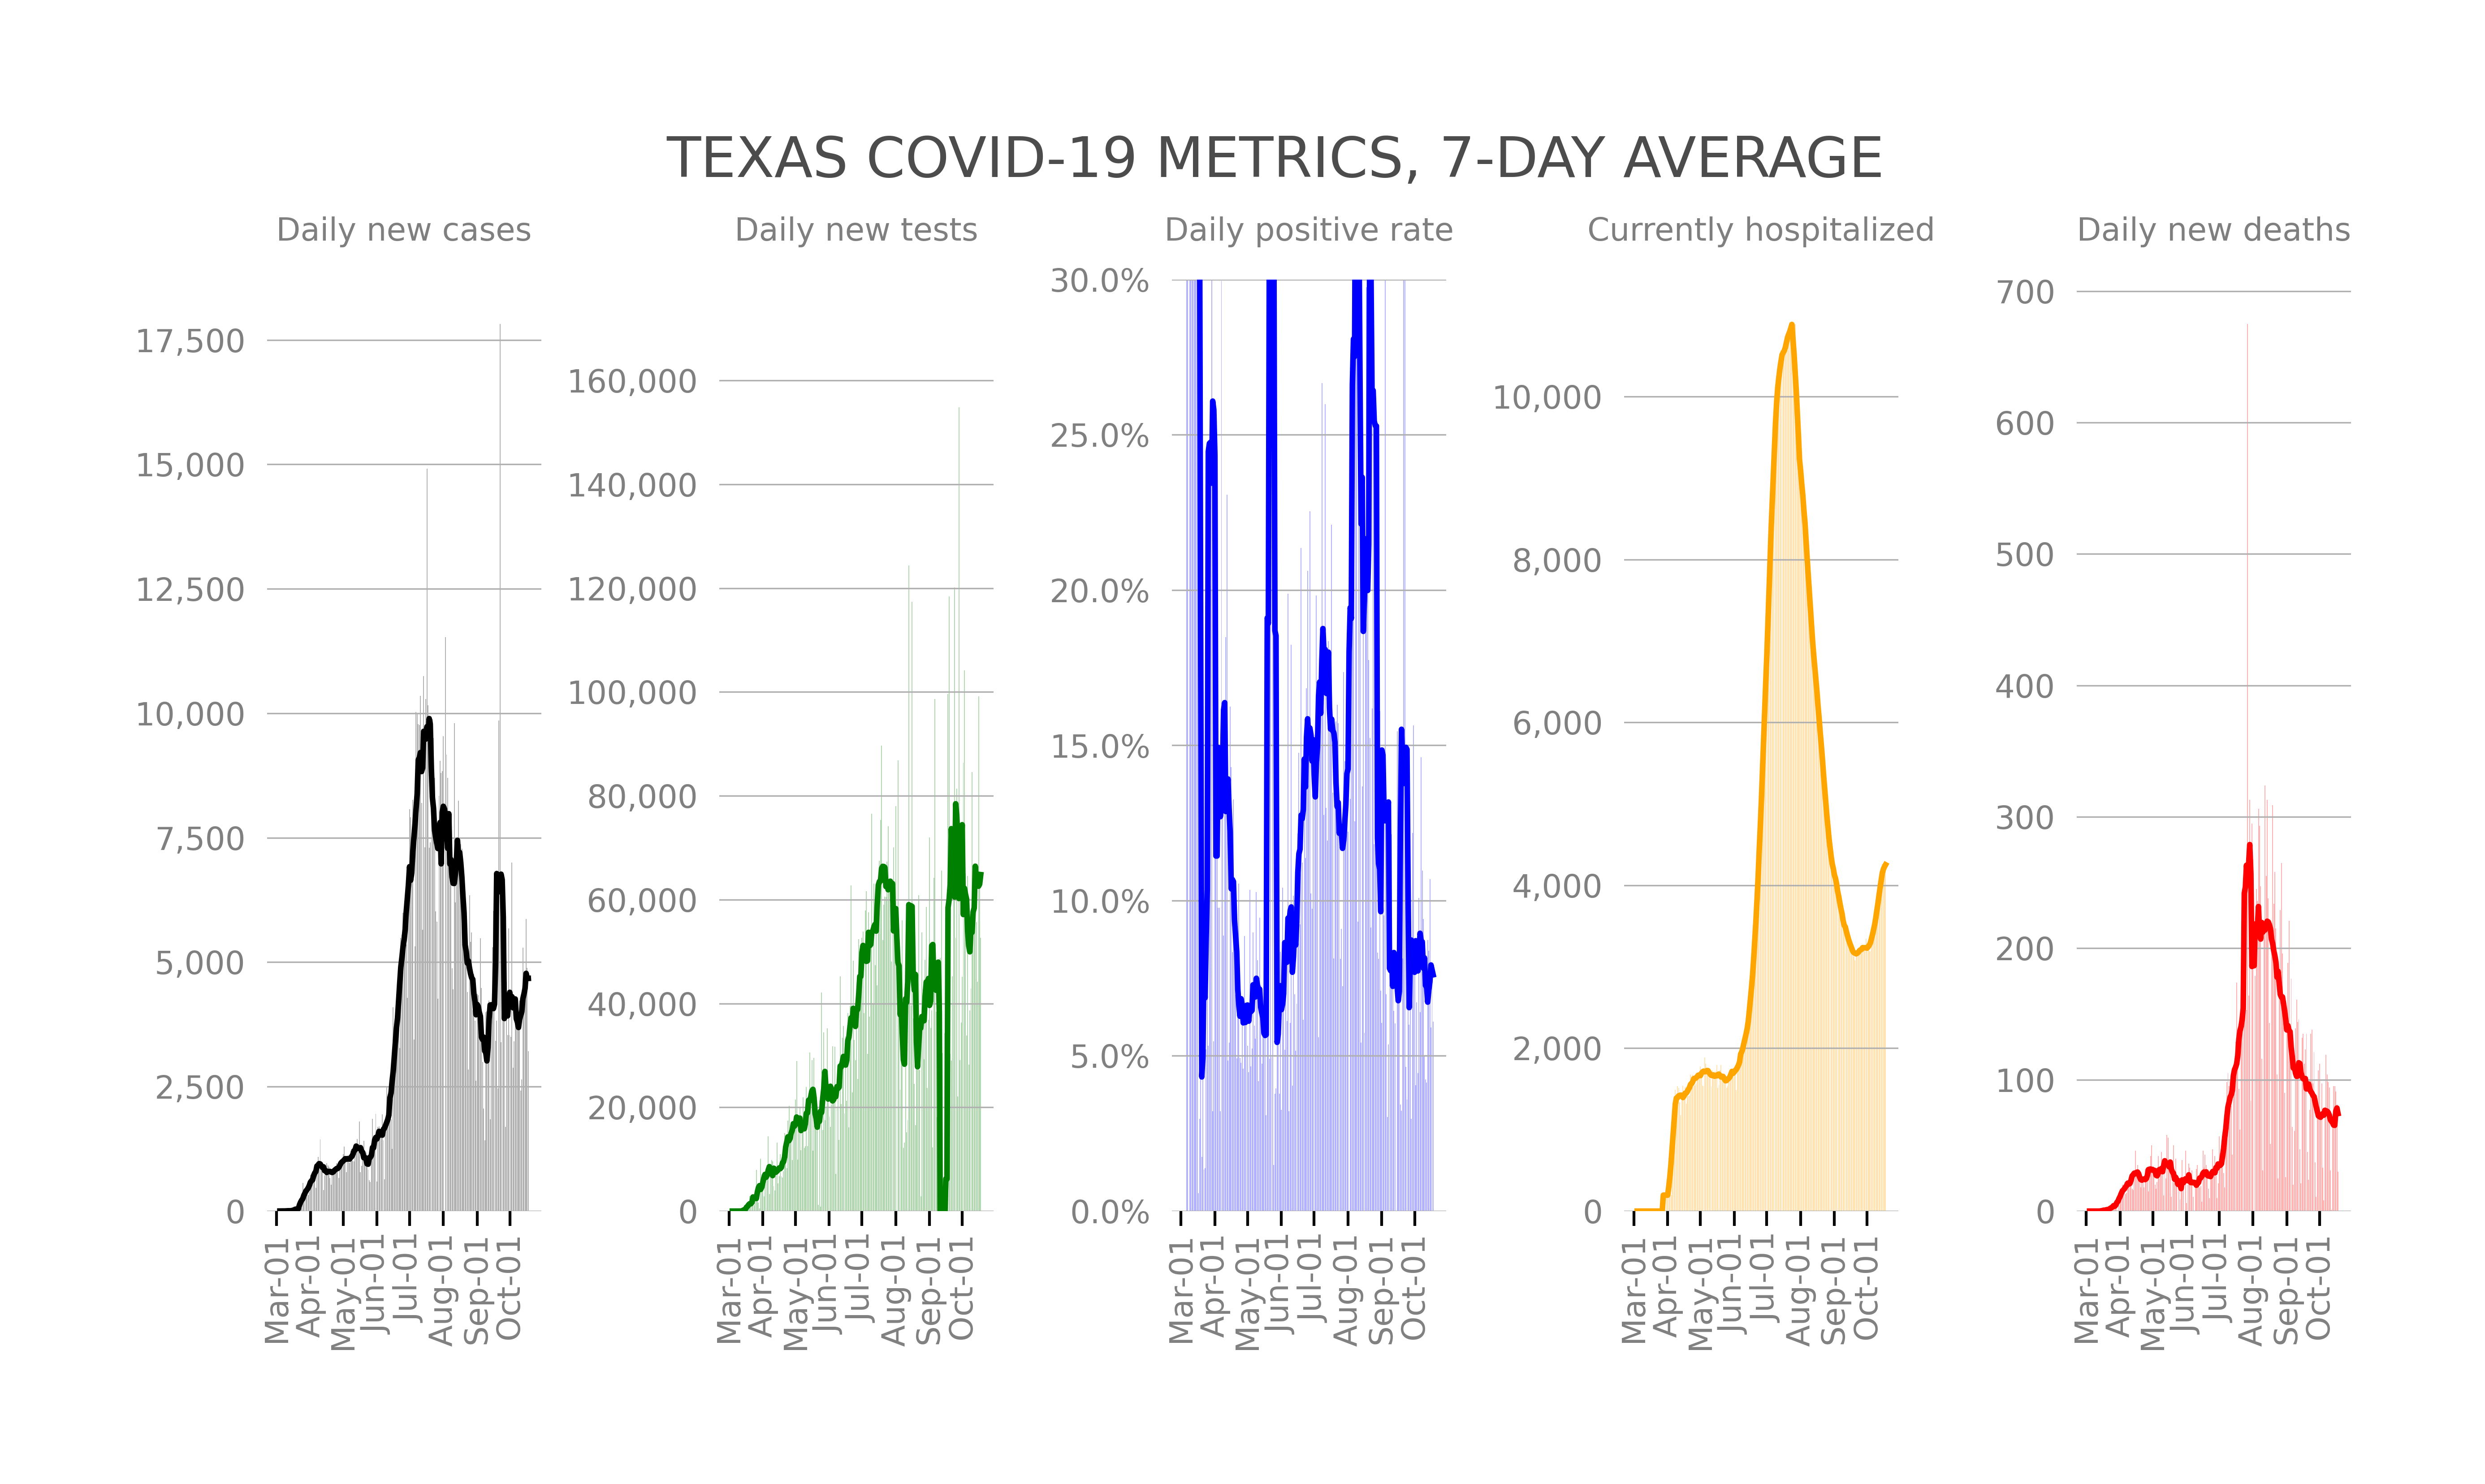 TEXAS COVID-19 METRICS, 7-DAY AVERAGE
Daily new cases
17,500
15,000
12,500
10,000
7,500
5,000
2,500
0
Mar-01
Apr-01
May-01
Jun-01
Jul-01
Aug-01
Sep-01
Oct-01
Daily new tests
160,000
140,000
120,000
100,000
80,000
60,000
40,000
20,000
0
Mar-01
Apr-01
May-01
Jun-01
Jul-01
Aug-01
Sep-01
Oct-01
Daily positive rate
30.0%
25.0%
20.0%
15.0%
10.0%
5.0%
0.0%
Mar-01
Apr-01
May-01
Jun-01
Jul-01
Aug-01
Sep-01
Oct-01
Currently hospitalized
10,000
8,000
6,000
4,000
2,000
0
Mar-01
Apr-01
May-01
Jun-01
Jul-01
Aug-01
Sep-01
Oct-01
Daily new deaths
700
600
500
400
300
200
100
0
Mar-01
Apr-01
May-01
Jun-01
Jul-01
Aug-01
Sep-01
Oct-01